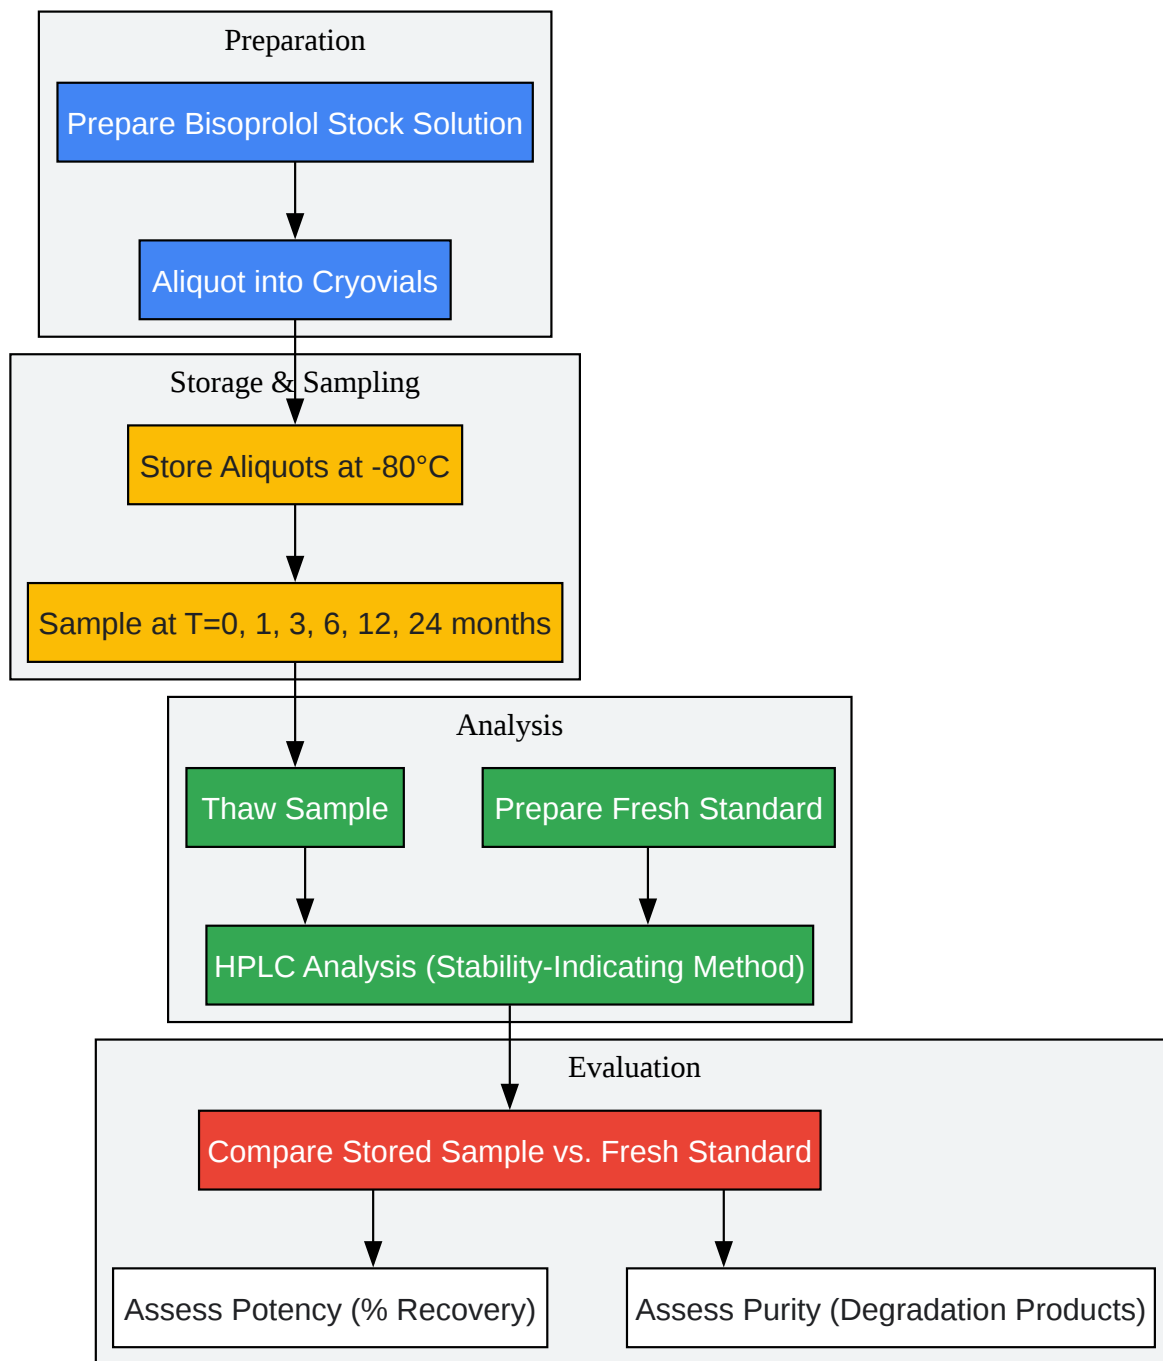 Preparation
Prepare Bisoprolol Stock Solution
Aliquot into Cryovials
Storage & Sampling
Store Aliquots at -80°C
Sample at T=0, 1, 3, 6, 12, 24 months
Analysis
Thaw Sample
Prepare Fresh Standard
HPLC Analysis (Stability-Indicating Method)
Evaluation
Compare Stored Sample vs. Fresh Standard
Assess Potency (% Recovery)
Assess Purity (Degradation Products)